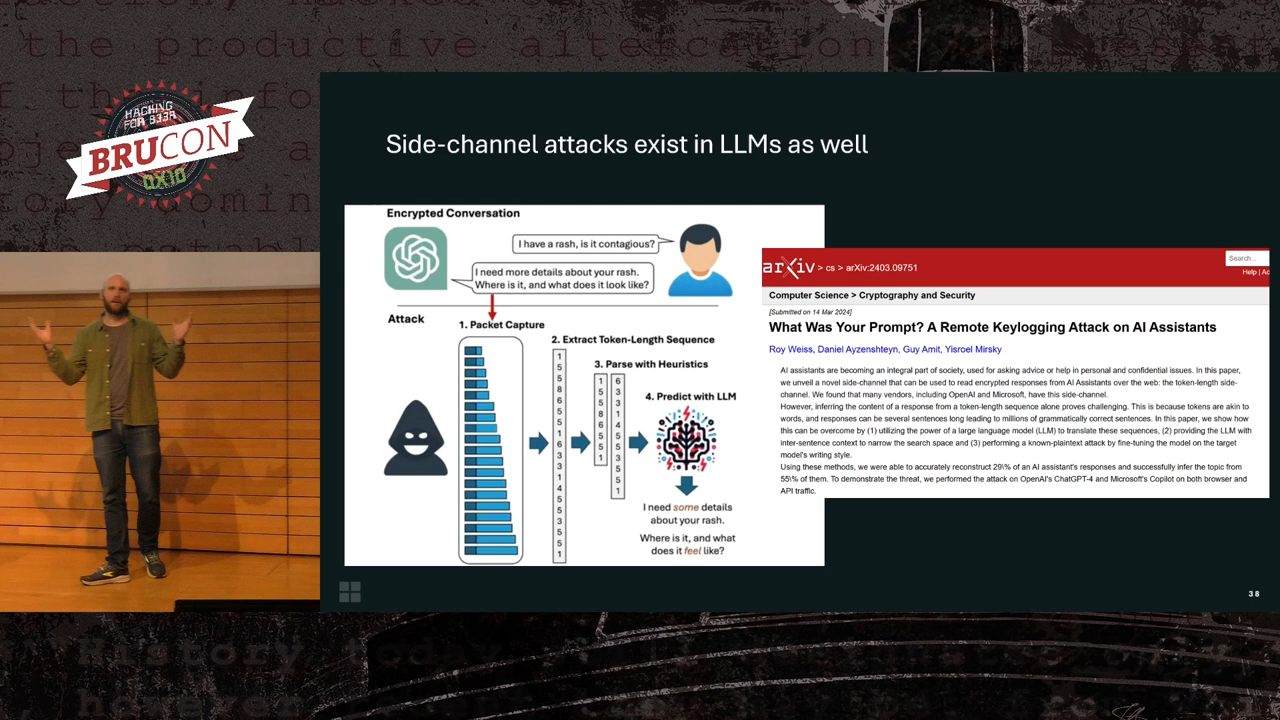 the productive altercation
HACKING
FOR B33R
BRUCON
0X10
Side-channel attacks exist in LLMs as well
Encrypted Conversation
I have a rash, is it contagious?
I need more details about your rash.
Where is it, and what does it look like?
Attack
1. Packet Capture
2. Extract Token-Length Sequence
3. Parse with Heuristics
4. Predict with LLM
I need some details
about your rash.
Where is it, and what
does it feel like?
arXiv > cs > arXiv:2403.09751
Search...
Help | Ad
Computer Science > Cryptography and Security
[Submitted on 14 Mar 2024]
What Was Your Prompt? A Remote Keylogging Attack on AI Assistants
Roy Weiss, Daniel Ayzenshteyn, Guy Amit, Yisroel Mirsky
AI assistants are becoming an integral part of society, used for asking advice or help in personal and confidential issues. In this paper,
we unveil a novel side-channel that can be used to read encrypted responses from AI Assistants over the web: the token-length side-
channel. We found that many vendors, including OpenAI and Microsoft, have this side-channel.
However, inferring the content of a response from a token-length sequence alone proves challenging. This is because tokens are akin to
words, and responses can be several sentences long leading to millions of grammatically correct sentences. In this paper, we show how
this can be overcome by (1) utilizing the power of a large language model (LLM) to translate these sequences, (2) providing the LLM with
inter-sentence context to narrow the search space and (3) performing a known-plaintext attack by fine-tuning the model on the target
model's writing style.
Using these methods, we were able to accurately reconstruct 29\% of an AI assistant's responses and successfully infer the topic from
55\% of them. To demonstrate the threat, we performed the attack on OpenAI's ChatGPT-4 and Microsoft's Copilot on both browser and
API traffic.
38
History
however